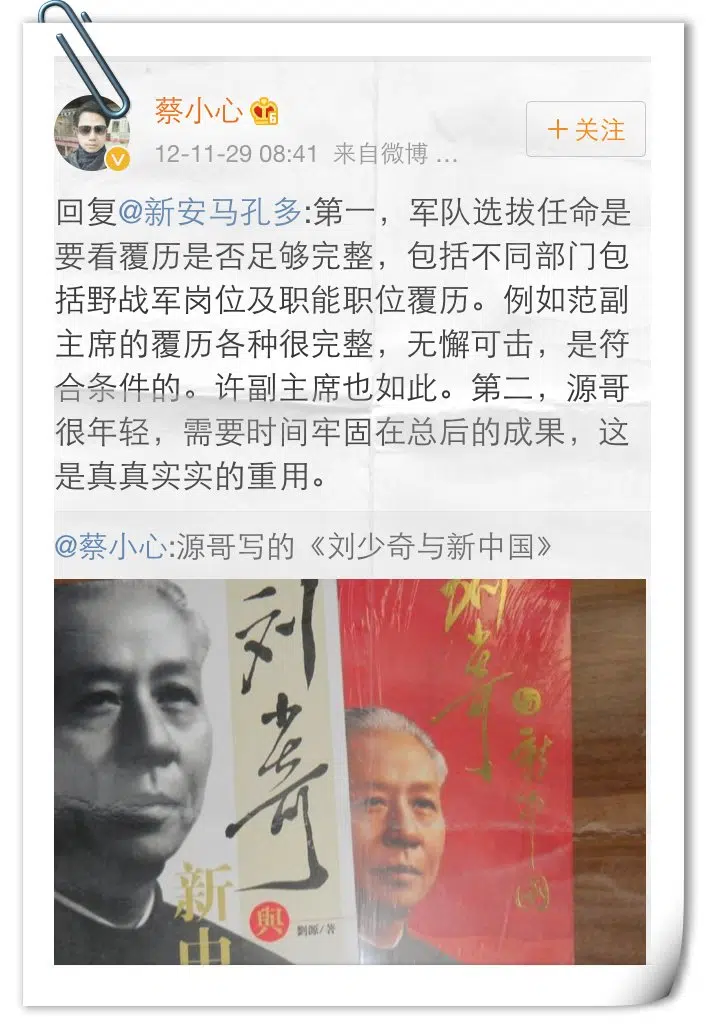 蔡小心
6
V
+关注
12-11-29 08:41 来自微博 ...
回复@新安马孔多:第一，军队选拔任命是
要看覆历是否足够完整，包括不同部门包
括野战军岗位及职能职位覆历。例如范副
主席的覆历各种很完整，无懈可击，是符
合条件的。许副主席也如此。第二，源哥
很年轻，需要时间牢固在总后的成果，这
是真真实实的重用。
@蔡小心:源哥写的《刘少奇与新中国》
刘少奇
與
新中
劉源/著
刘少奇
与
新中国